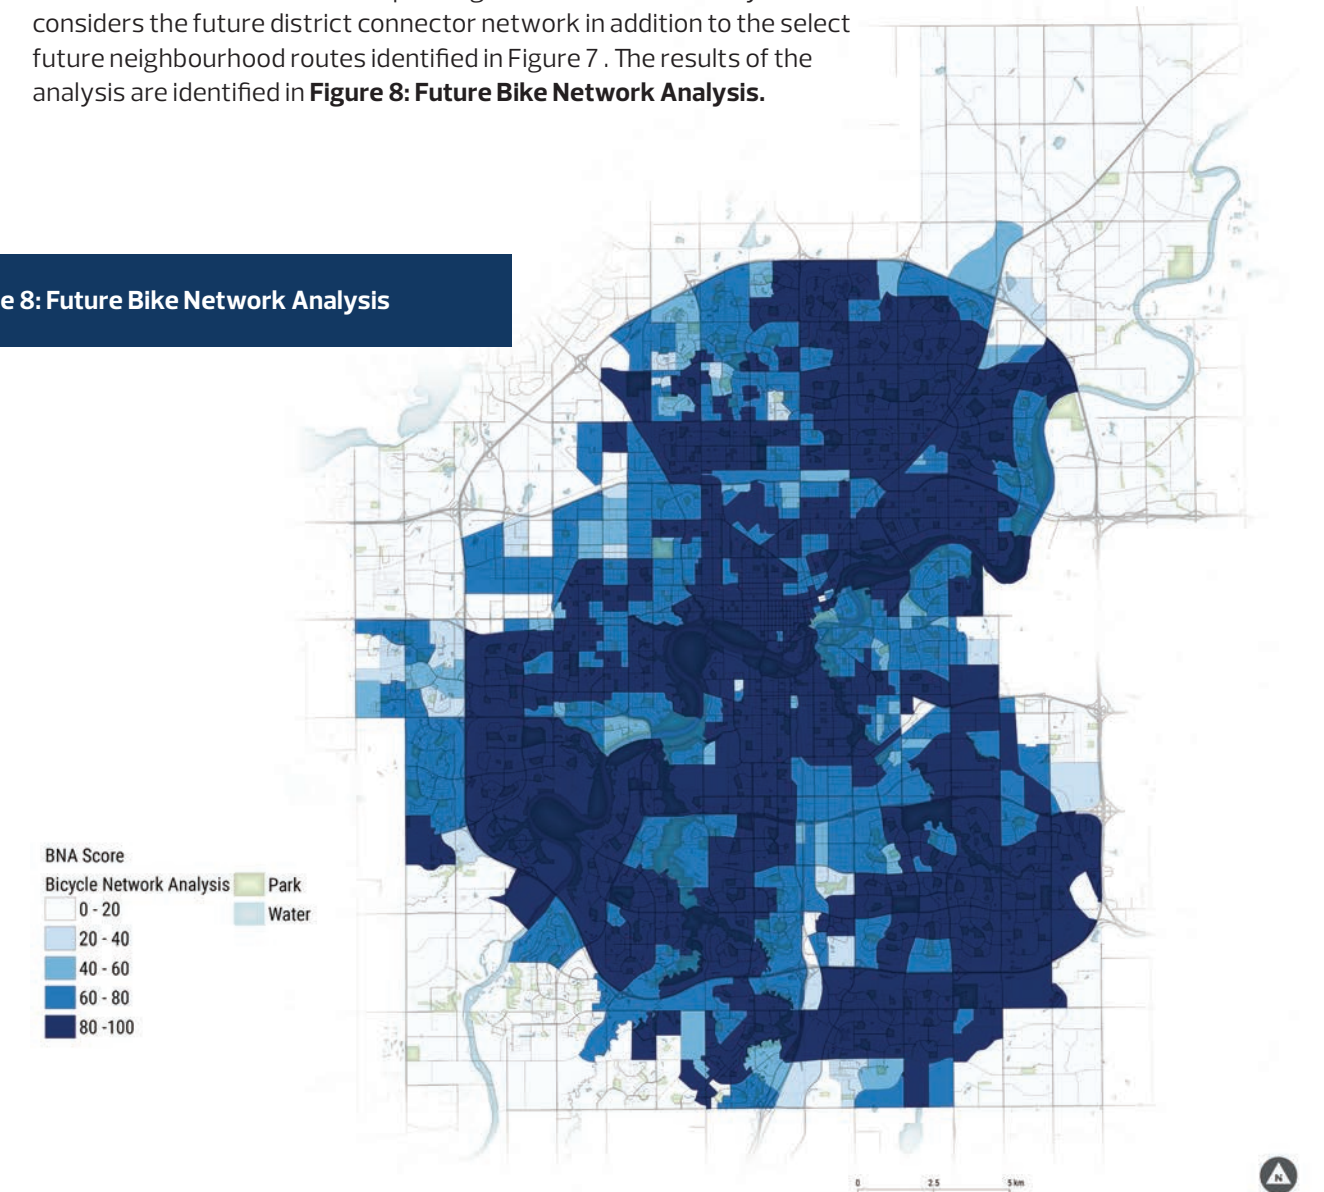 considers the future district connector network in addition to the select
future neighbourhood routes identified in Figure 7 . The results of the
analysis are identified in Figure 8: Future Bike Network Analysis.
e 8: Future Bike Network Analysis
BNA Score
Bicycle Network Analysis
0 - 20
20 - 40
40 - 60
60 - 80
80 -100
Park
Water
0 2.5 5 km
N